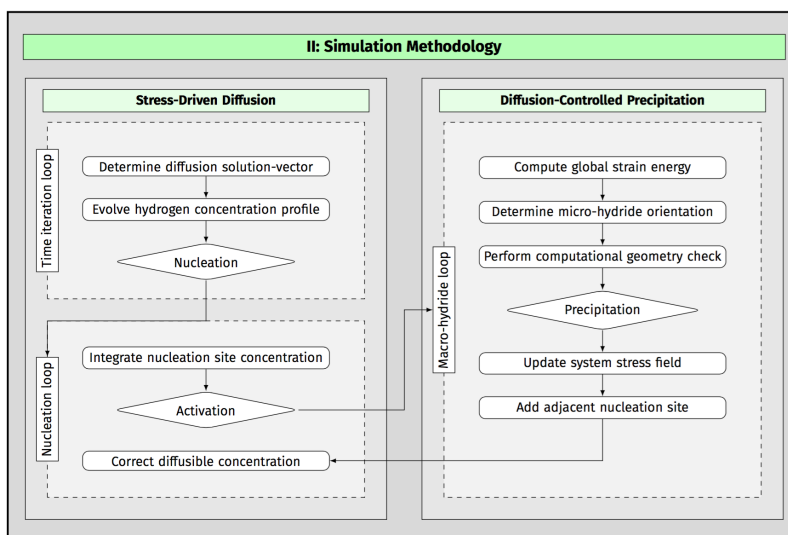 II: Simulation Methodology
Stress-Driven Diffusion
Time iteration loop
Determine diffusion solution-vector
Evolve hydrogen concentration profile
Nucleation
Nucleation loop
Integrate nucleation site concentration
Activation
Correct diffusible concentration
Diffusion-Controlled Precipitation
Macro-hydride loop
Compute global strain energy
Determine micro-hydride orientation
Perform computational geometry check
Precipitation
Update system stress field
Add adjacent nucleation site